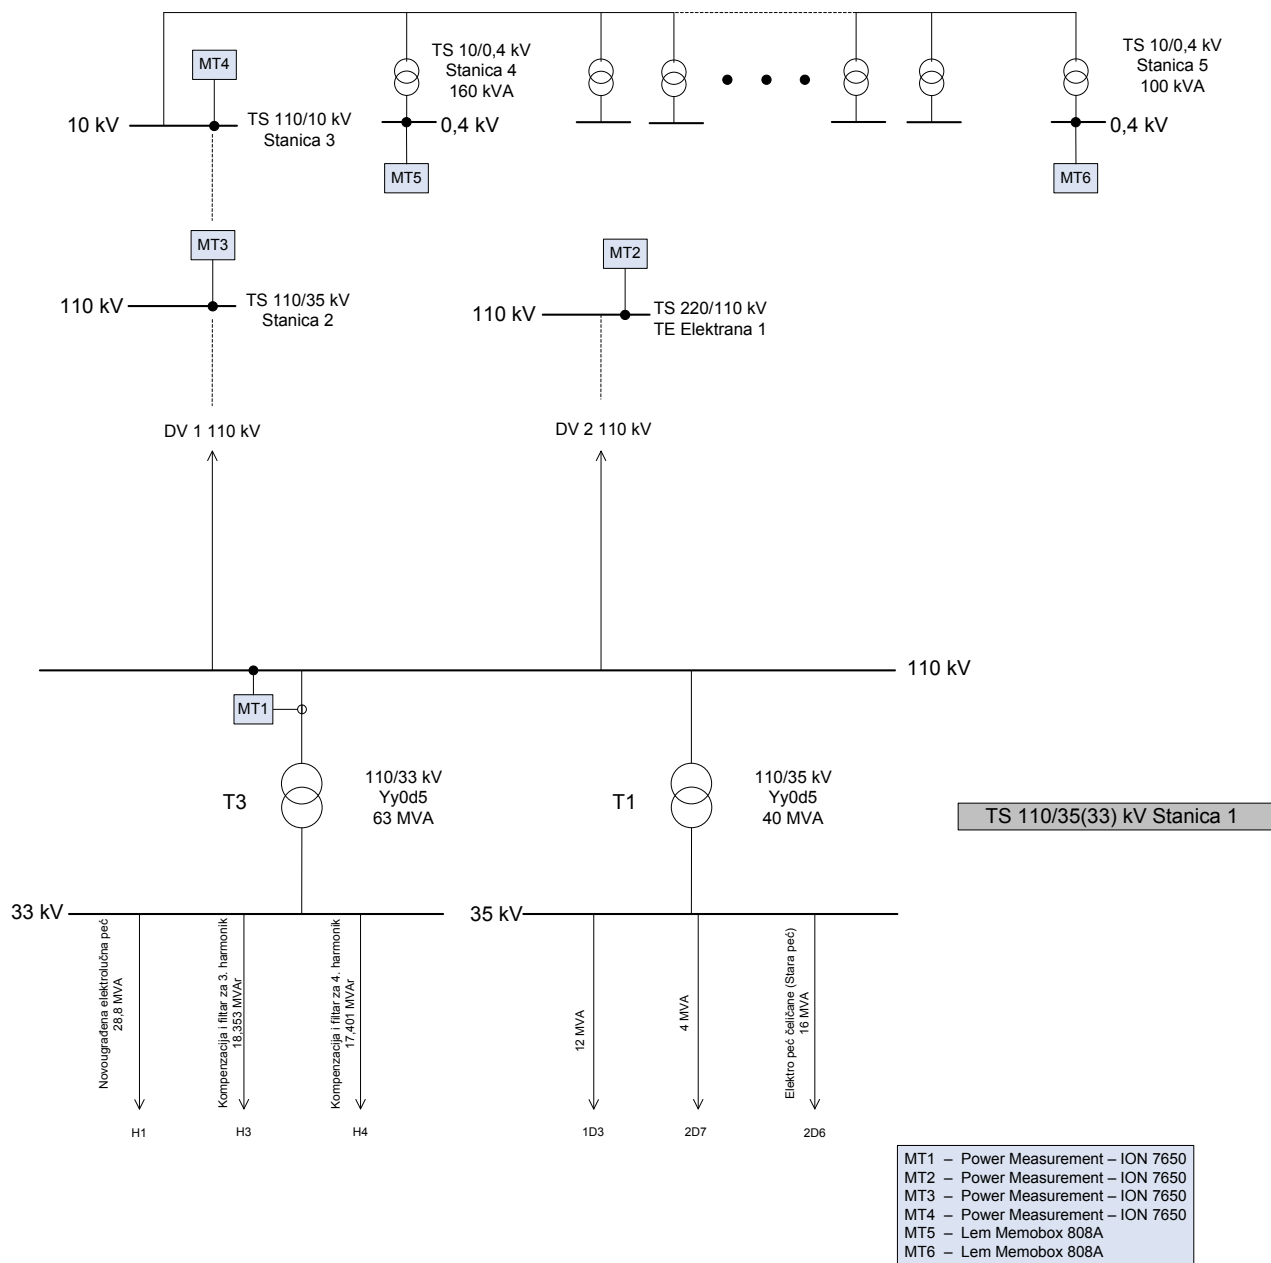 MT4
10 kV
TS 110/10 kV
Stanica 3
TS 10/0,4 kV
Stanica 4
160 kVA
0,4 kV
MT5
TS 10/0,4 kV
Stanica 5
100 kVA
0,4 kV
MT6
MT3
110 kV
TS 110/35 kV
Stanica 2
MT2
110 kV
TS 220/110 kV
TE Elektrana 1
DV 1 110 kV
DV 2 110 kV
110 kV
MT1
T3
110/33 kV
Yy0d5
63 MVA
T1
110/35 kV
Yy0d5
40 MVA
TS 110/35(33) kV Stanica 1
33 kV
35 kV
Novougrađena elektrolučna peć
28,8 MVA
Kompenzacija i filtar za 3. harmonik
18,353 MVAr
Kompenzacija i filtar za 4. harmonik
17,401 MVAr
12 MVA
4 MVA
Elektro peć čeličane (Stara peć)
16 MVA
H1
H3
H4
1D3
2D7
2D6
MT1 – Power Measurement – ION 7650
MT2 – Power Measurement – ION 7650
MT3 – Power Measurement – ION 7650
MT4 – Power Measurement – ION 7650
MT5 – Lem Memobox 808A
MT6 – Lem Memobox 808A